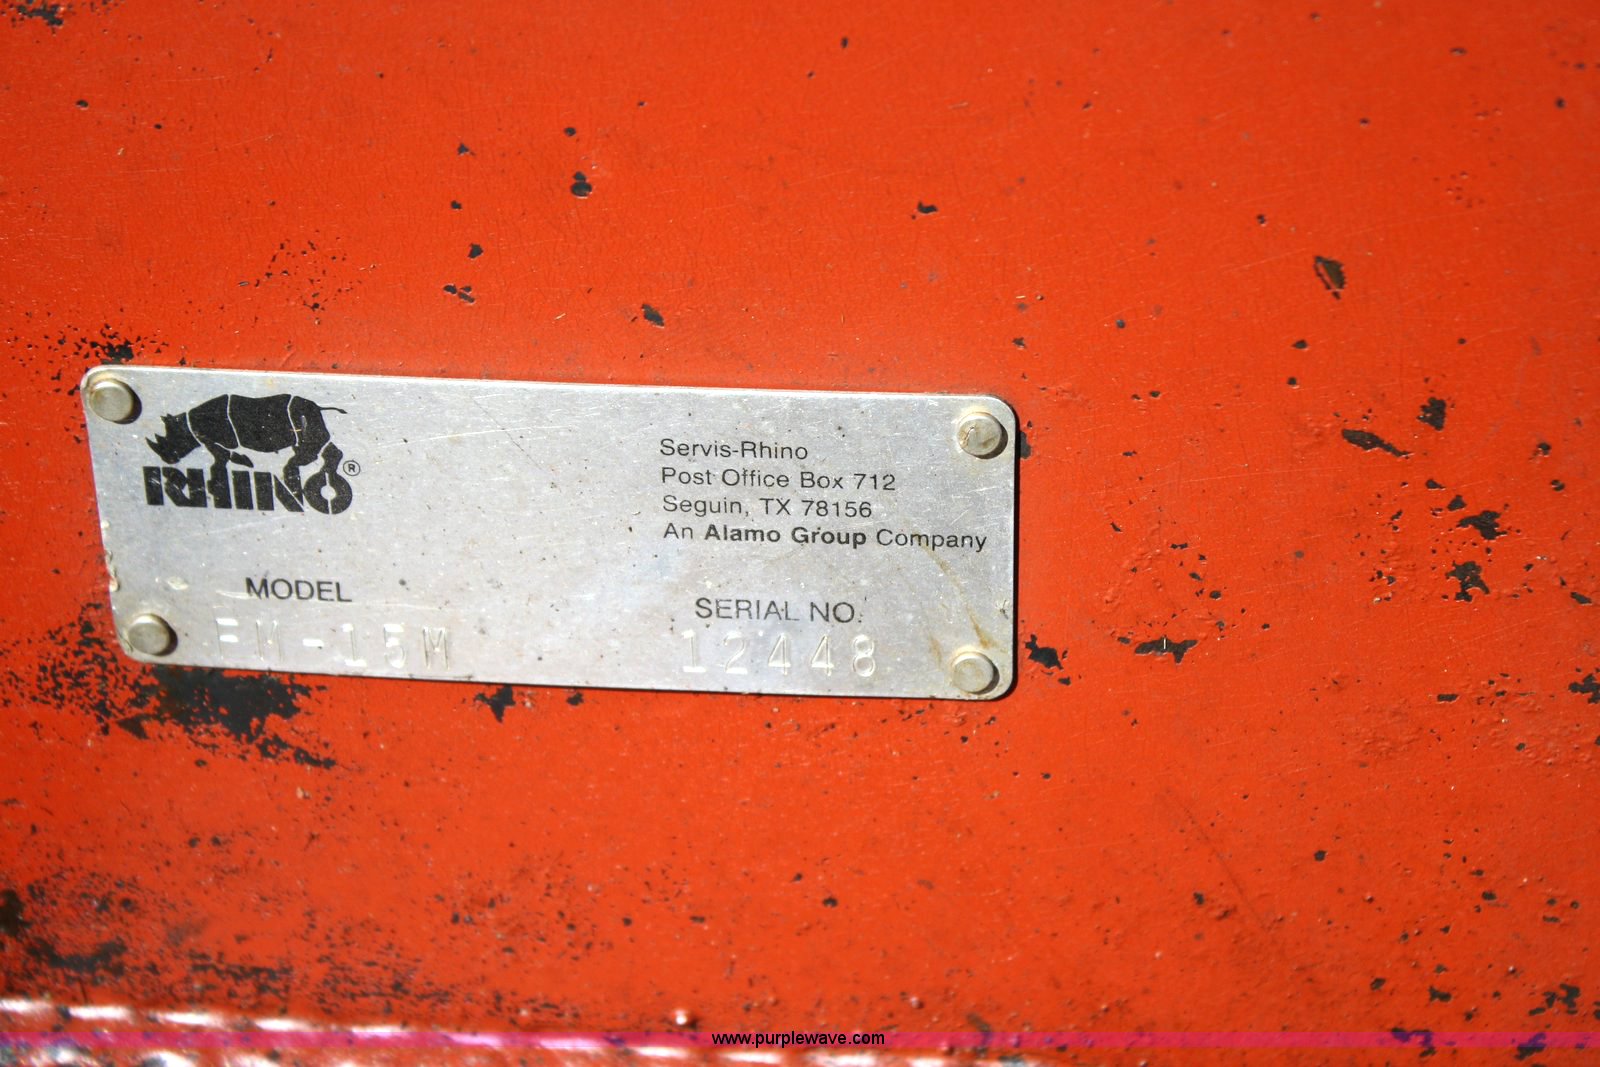 RHINO®
Servis-Rhino
Post Office Box 712
Seguin, TX 78156
An Alamo Group Company
MODEL
FM-15M
SERIAL NO.
12448
www.purplewave.com